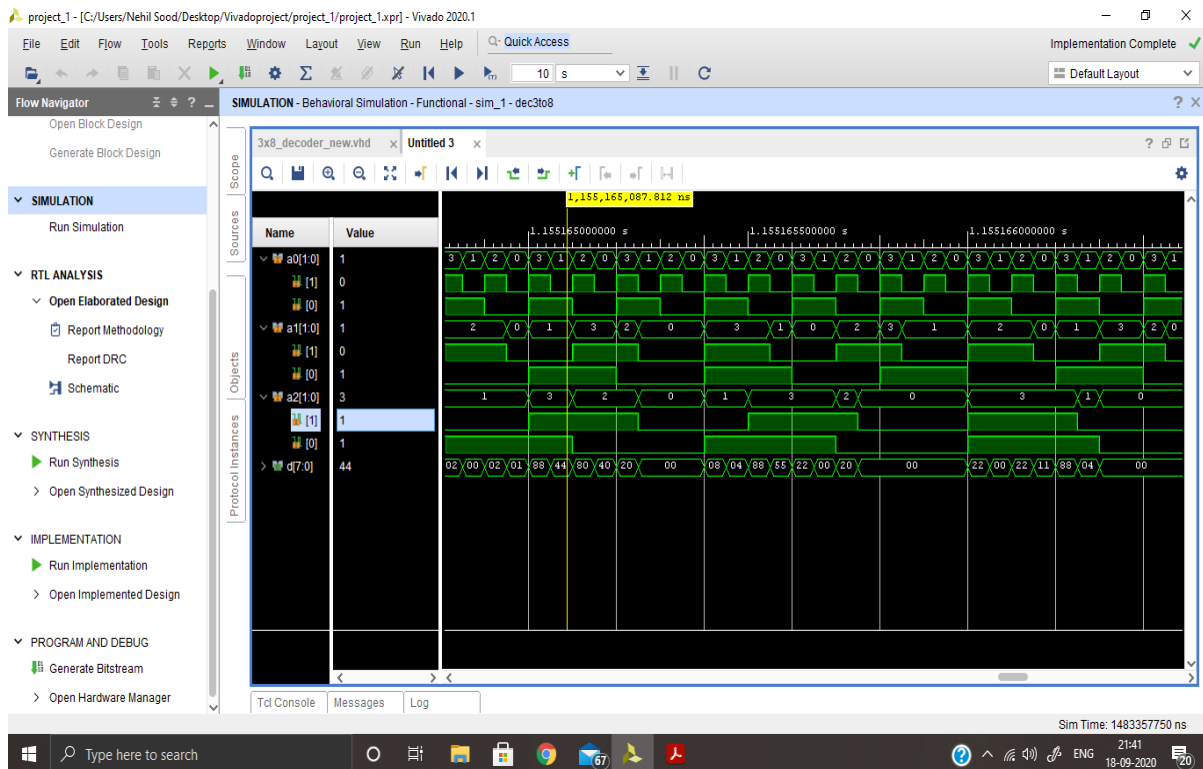 project_1 - [C:/Users/Nehil Sood/Desktop/Vivadoproject/project_1/project_1.xpr] - Vivado 2020.1
File Edit Flow Tools Reports Window Layout View Run Help Quick Access Implementation Complete
10 s Default Layout
Flow Navigator SIMULATION - Behavioral Simulation - Functional - sim_1 - dec3to8
Open Block Design
Generate Block Design
SIMULATION
Run Simulation
RTL ANALYSIS
Open Elaborated Design
Report Methodology
Report DRC
Schematic
SYNTHESIS
Run Synthesis
Open Synthesized Design
IMPLEMENTATION
Run Implementation
Open Implemented Design
PROGRAM AND DEBUG
Generate Bitstream
Open Hardware Manager
Scope
Sources
Objects
Protocol Instances
3x8_decoder_new.vhd Untitled 3
1,155,165,087.812 ns
Name Value 1.155165000000 s 1.155165500000 s 1.155166000000 s
a0[1:0] 1 3 1 2 0 3 1 2 0 3 1 2 0 3 1 2 0 3 1 2 0 3 1 2 0 3 1 2 0 3 1 2 0 3 1
[1] 0
[0] 1
a1[1:0] 1 2 0 1 3 2 0 3 1 0 2 3 1 2 0 1 3 2 0
[1] 0
[0] 1
a2[1:0] 3 1 3 2 0 1 3 2 0 3 1 0
[1] 1
[0] 1
d[7:0] 44 02 00 02 01 88 44 80 40 20 00 08 04 88 55 22 00 20 00 22 00 22 11 88 04 00
Tcl Console Messages Log
Sim Time: 1483357750 ns
Type here to search 67 ENG 21:41
18-09-2020 20